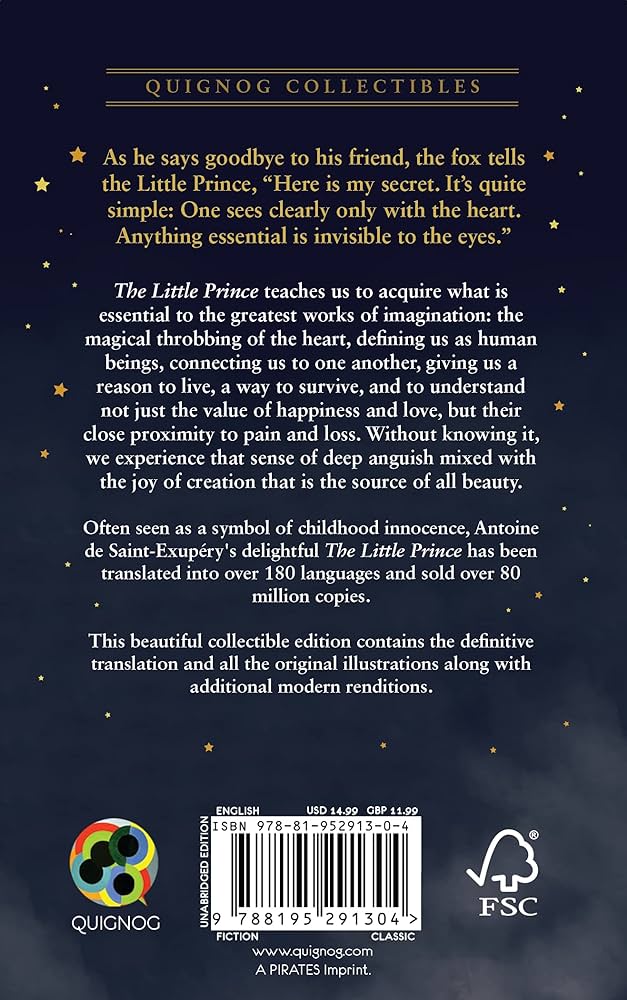 QUIGNOG COLLECTIBLES
As he says goodbye to his friend, the fox tells
the Little Prince, “Here is my secret. It’s quite
simple: One sees clearly only with the heart.
Anything essential is invisible to the eyes.”
The Little Prince teaches us to acquire what is
essential to the greatest works of imagination: the
magical throbbing of the heart, defining us as human
beings, connecting us to one another, giving us a
reason to live, a way to survive, and to understand
not just the value of happiness and love, but their
close proximity to pain and loss. Without knowing it,
we experience that sense of deep anguish mixed with
the joy of creation that is the source of all beauty.
Often seen as a symbol of childhood innocence, Antoine
de Saint-Exupéry's delightful The Little Prince has been
translated into over 180 languages and sold over 80
million copies.
This beautiful collectible edition contains the definitive
translation and all the original illustrations along with
additional modern renditions.
QUIGNOG
UNABRIDGED EDITION
ENGLISH USD 14.99 GBP 11.99
ISBN 978-81-952913-0-4
9 788195 291304 >
FICTION CLASSIC
www.quignog.com
A PIRATES Imprint.
®
FSC